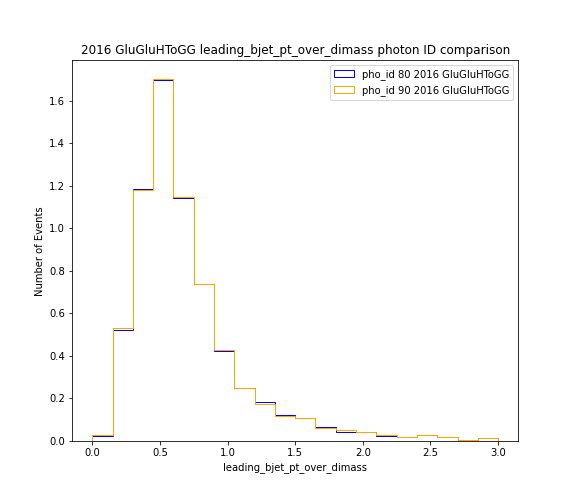 2016 GluGluHToGG leading_bjet_pt_over_dimass photon ID comparison
pho_id 80 2016 GluGluHToGG
pho_id 90 2016 GluGluHToGG
Number of Events
1.6
1.4
1.2
1.0
0.8
0.6
0.4
0.2
0.0
0.0 0.5 1.0 1.5 2.0 2.5 3.0
leading_bjet_pt_over_dimass